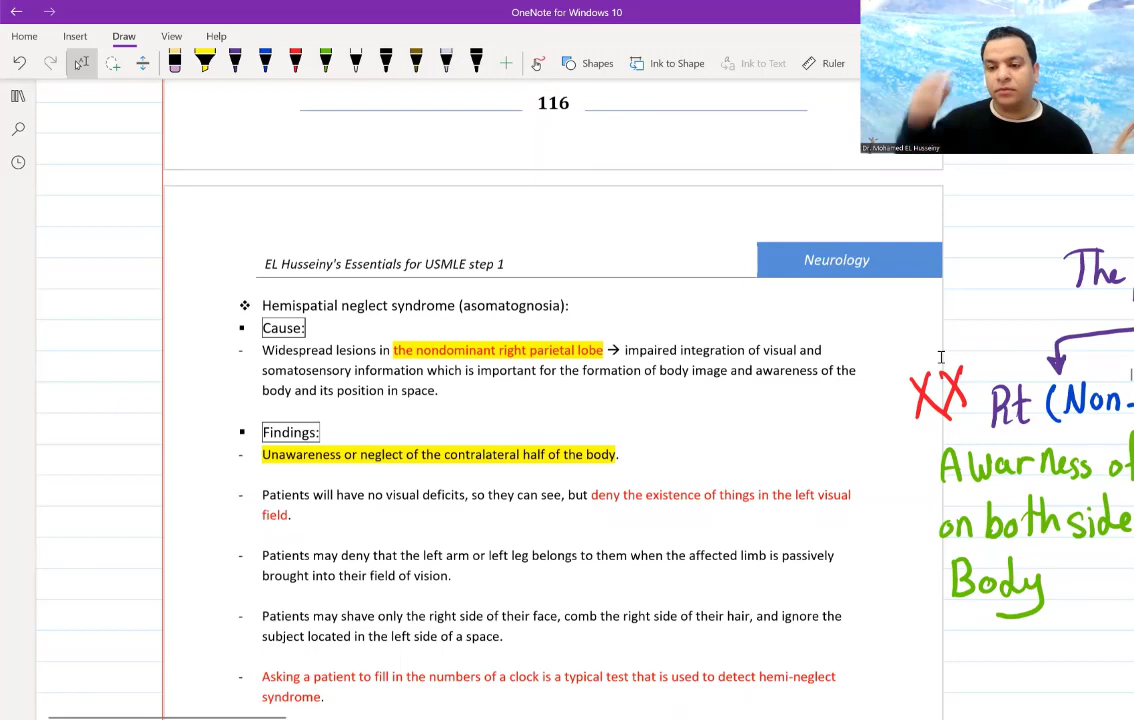 OneNote for Windows 10
Home Insert Draw View Help
Shapes Ink to Shape Ink to Text Ruler
Dr. Mohamed EL Husseiny
116
EL Husseiny's Essentials for USMLE step 1
Neurology
❖ Hemispatial neglect syndrome (asomatognosia):
▪ Cause:
- Widespread lesions in the nondominant right parietal lobe → impaired integration of visual and
somatosensory information which is important for the formation of body image and awareness of the
body and its position in space.
▪ Findings:
- Unawareness or neglect of the contralateral half of the body.
- Patients will have no visual deficits, so they can see, but deny the existence of things in the left visual
field.
- Patients may deny that the left arm or left leg belongs to them when the affected limb is passively
brought into their field of vision.
- Patients may shave only the right side of their face, comb the right side of their hair, and ignore the
subject located in the left side of a space.
- Asking a patient to fill in the numbers of a clock is a typical test that is used to detect hemi-neglect
syndrome.
The
XX Rt (Non-
Awarness of
on both side
Body